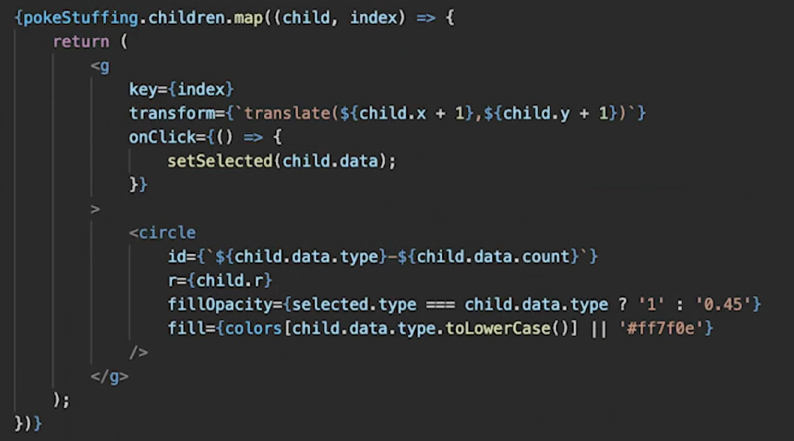 {pokeStuffing.children.map((child, index) => {
return (
<g
key={index}
transform={`translate(${child.x + 1},${child.y + 1})`}
onClick={() => {
setSelected(child.data);
}}
>
<circle
id={`${child.data.type}-${child.data.count}`}
r={child.r}
fillOpacity={selected.type === child.data.type ? '1' : '0.45'}
fill={colors[child.data.type.toLowerCase()] || '#ff7f0e'}
/>
</g>
);
})}